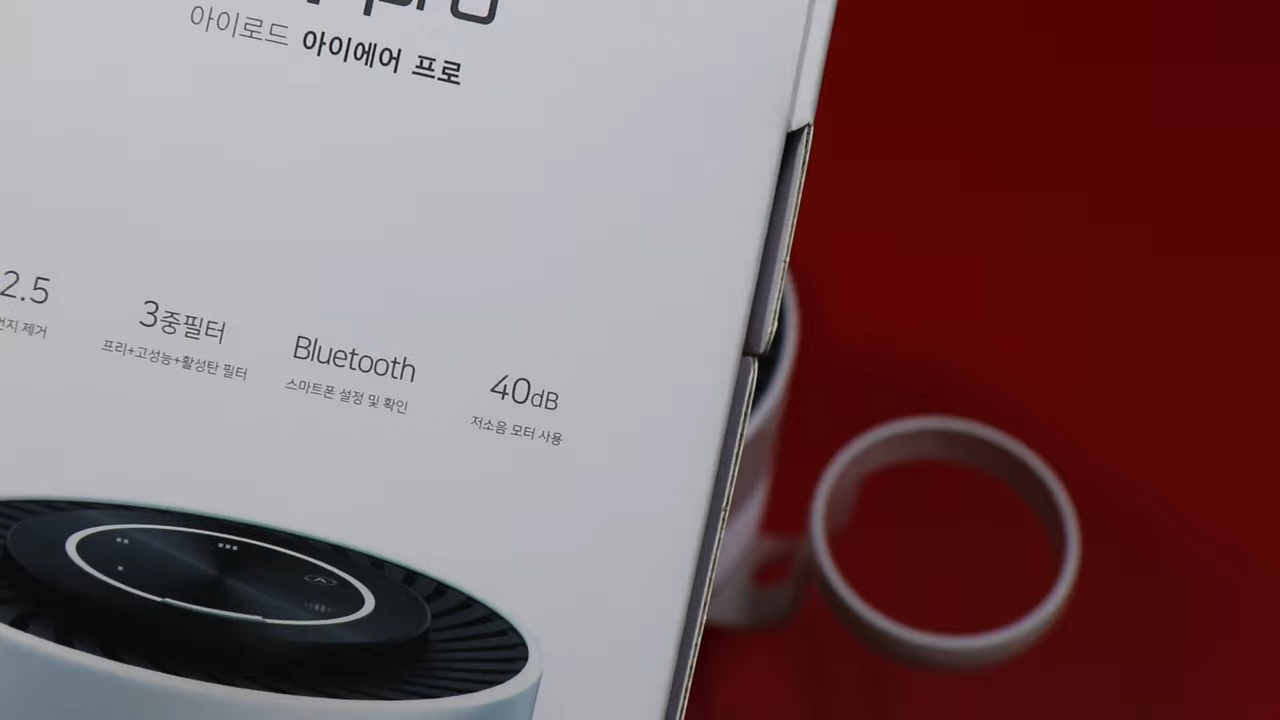 pro
아이로드 아이에어 프로
2.5
먼지 제거
3중필터
프리+고성능+활성탄 필터
Bluetooth
스마트폰 설정 및 확인
40dB
저소음 모터 사용